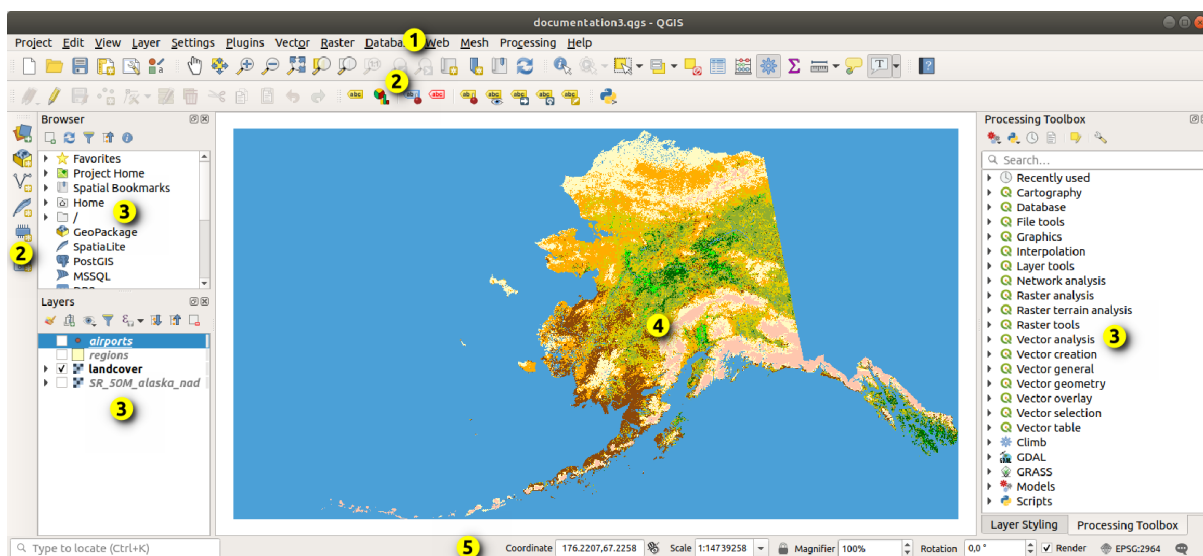 documentation3.qgs - QGIS
Project Edit View Layer Settings Plugins Vector Raster Database Web Mesh Processing Help
1
2
Browser
Favorites
Project Home
Spatial Bookmarks
Home
/
3
GeoPackage
SpatiaLite
PostGIS
MSSQL
2
Layers
airports
regions
landcover
SR_50M_alaska_nad
3
4
Processing Toolbox
Search...
Recently used
Cartography
Database
File tools
Graphics
Interpolation
Layer tools
Network analysis
Raster analysis
Raster terrain analysis
Raster tools
Vector analysis
3
Vector creation
Vector general
Vector geometry
Vector overlay
Vector selection
Vector table
Climb
GDAL
GRASS
Models
Scripts
Layer Styling Processing Toolbox
Type to locate (Ctrl+K)
5
Coordinate 176.2207,67.2258 Scale 1:14739258 Magnifier 100% Rotation 0,0 ° Render EPSG:2964